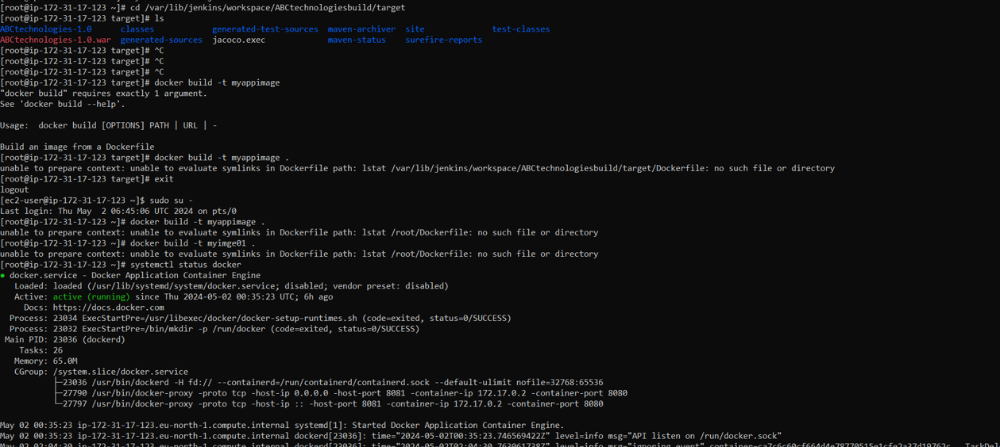 [root@ip-172-31-17-123 ~]# cd /var/lib/jenkins/workspace/ABCtechnologiesbuild/target
[root@ip-172-31-17-123 target]# ls
ABCtechnologies-1.0      classes            generated-test-sources  maven-archiver  site              test-classes
ABCtechnologies-1.0.war  generated-sources  jacoco.exec             maven-status    surefire-reports
[root@ip-172-31-17-123 target]# ^C
[root@ip-172-31-17-123 target]# ^C
[root@ip-172-31-17-123 target]# ^C
[root@ip-172-31-17-123 target]# docker build -t myappimage
"docker build" requires exactly 1 argument.
See 'docker build --help'.
Usage:  docker build [OPTIONS] PATH | URL | -
Build an image from a Dockerfile
[root@ip-172-31-17-123 target]# docker build -t myappimage .
unable to prepare context: unable to evaluate symlinks in Dockerfile path: lstat /var/lib/jenkins/workspace/ABCtechnologiesbuild/target/Dockerfile: no such file or directory
[root@ip-172-31-17-123 target]# exit
logout
[ec2-user@ip-172-31-17-123 ~]$ sudo su -
Last login: Thu May  2 06:45:06 UTC 2024 on pts/0
[root@ip-172-31-17-123 ~]# docker build -t myappimage .
unable to prepare context: unable to evaluate symlinks in Dockerfile path: lstat /root/Dockerfile: no such file or directory
[root@ip-172-31-17-123 ~]# docker build -t myimge01 .
unable to prepare context: unable to evaluate symlinks in Dockerfile path: lstat /root/Dockerfile: no such file or directory
[root@ip-172-31-17-123 ~]# systemctl status docker
● docker.service - Docker Application Container Engine
Loaded: loaded (/usr/lib/systemd/system/docker.service; disabled; vendor preset: disabled)
Active: active (running) since Thu 2024-05-02 00:35:23 UTC; 6h ago
Docs: https://docs.docker.com
Process: 23034 ExecStartPre=/usr/libexec/docker/docker-setup-runtimes.sh (code=exited, status=0/SUCCESS)
Process: 23032 ExecStartPre=/bin/mkdir -p /run/docker (code=exited, status=0/SUCCESS)
Main PID: 23036 (dockerd)
Tasks: 26
Memory: 65.0M
CGroup: /system.slice/docker.service
├─23036 /usr/bin/dockerd -H fd:// --containerd=/run/containerd/containerd.sock --default-ulimit nofile=32768:65536
├─27790 /usr/bin/docker-proxy -proto tcp -host-ip 0.0.0.0 -host-port 8081 -container-ip 172.17.0.2 -container-port 8080
└─27797 /usr/bin/docker-proxy -proto tcp -host-ip :: -host-port 8081 -container-ip 172.17.0.2 -container-port 8080
May 02 00:35:23 ip-172-31-17-123.eu-north-1.compute.internal systemd[1]: Started Docker Application Container Engine.
May 02 00:35:23 ip-172-31-17-123.eu-north-1.compute.internal dockerd[23036]: time="2024-05-02T00:35:23.746569422Z" level=info msg="API listen on /run/docker.sock"
May 02 02:04:30 ip-172-31-17-123.eu-north-1.compute.internal dockerd[23036]: